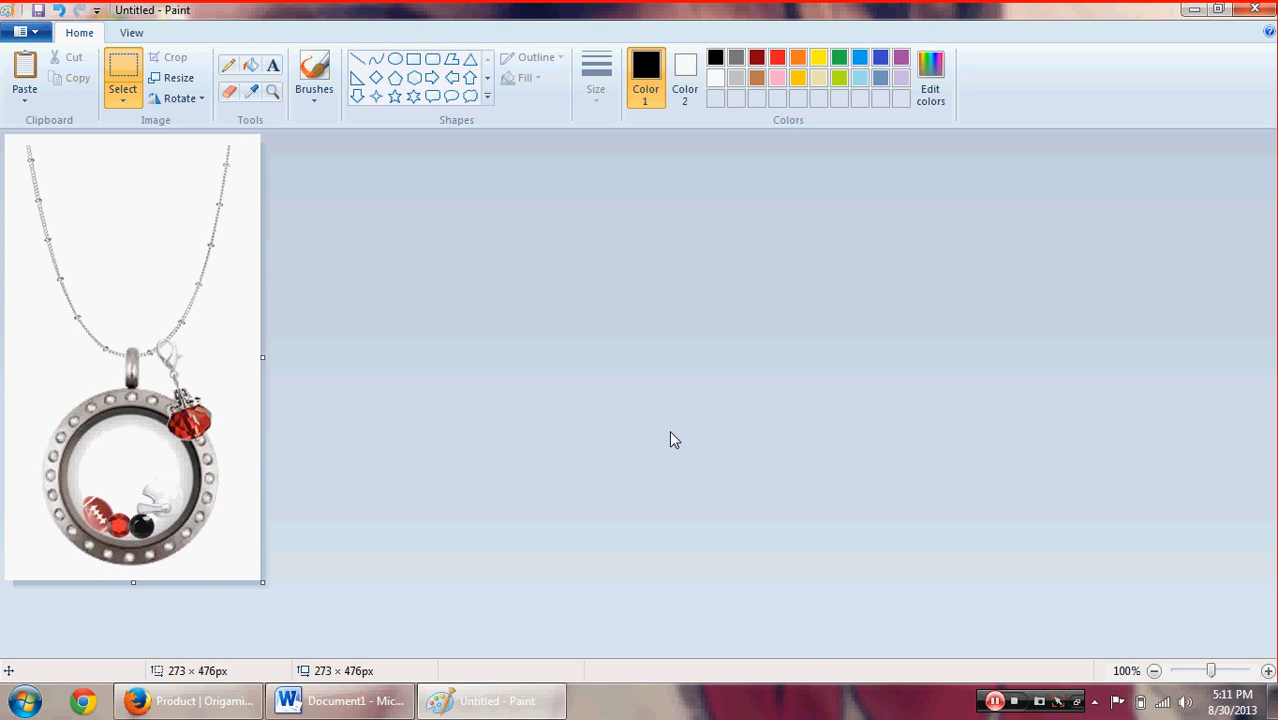 Untitled - Paint
Home
View
Paste
Cut
Copy
Clipboard
Select
Crop
Resize
Rotate
Image
A
Tools
Brushes
Outline
Fill
Shapes
Size
Color
1
Color
2
Edit
colors
Colors
273 × 476px
273 × 476px
100%
Product | Origami...
Document1 - Mic...
Untitled - Paint
5:11 PM
8/30/2013